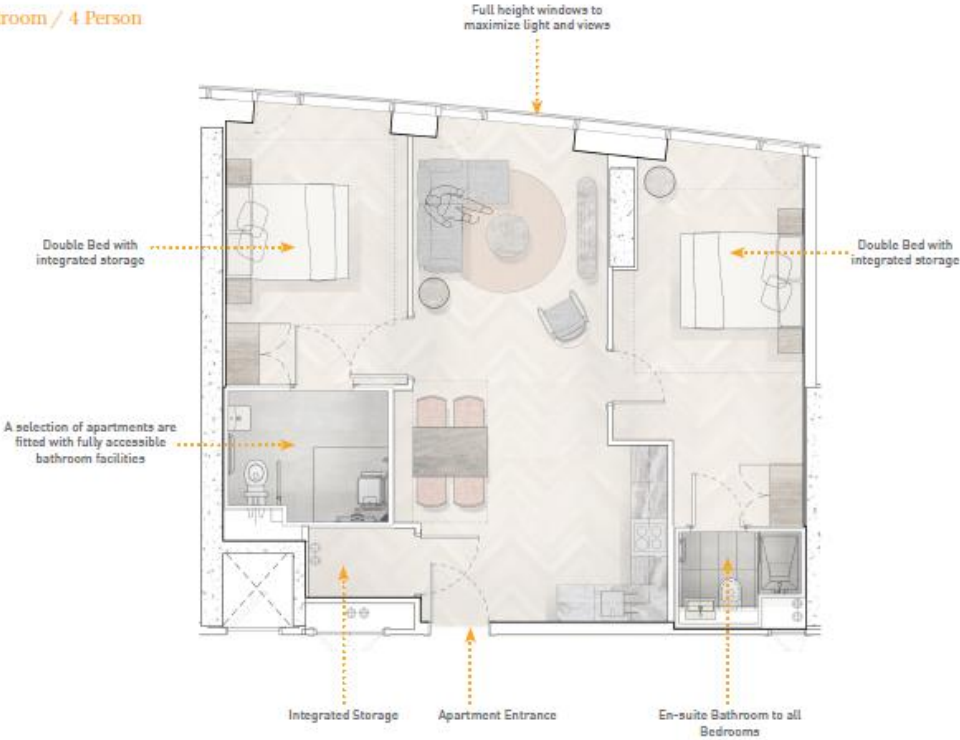 room / 4 Person
Full height windows to
maximize light and views
Double Bed with
integrated storage
Double Bed with
integrated storage
A selection of apartments are
fitted with fully accessible
bathroom facilities
Integrated Storage
Apartment Entrance
En-suite Bathroom to all
Bedrooms